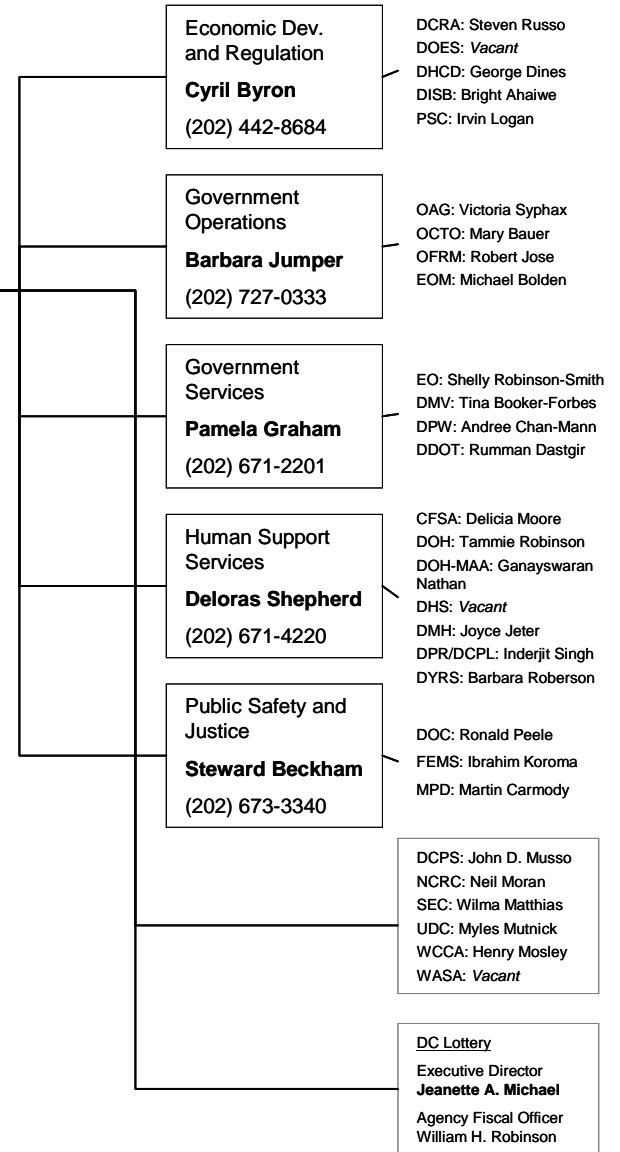 Economic Dev.
and Regulation
Cyril Byron
(202) 442-8684
DCRA: Steven Russo
DOES: Vacant
DHCD: George Dines
DISB: Bright Ahaiwe
PSC: Irvin Logan
Government
Operations
Barbara Jumper
(202) 727-0333
OAG: Victoria Syphax
OCTO: Mary Bauer
OFRM: Robert Jose
EOM: Michael Bolden
Government
Services
Pamela Graham
(202) 671-2201
EO: Shelly Robinson-Smith
DMV: Tina Booker-Forbes
DPW: Andree Chan-Mann
DDOT: Rumman Dastgir
Human Support
Services
Deloras Shepherd
(202) 671-4220
CFSA: Delicia Moore
DOH: Tammie Robinson
DOH-MAA: Ganayswaran
Nathan
DHS: Vacant
DMH: Joyce Jeter
DPR/DCPL: Inderjit Singh
DYRS: Barbara Roberson
Public Safety and
Justice
Steward Beckham
(202) 673-3340
DOC: Ronald Peele
FEMS: Ibrahim Koroma
MPD: Martin Carmody
DCPS: John D. Musso
NCRC: Neil Moran
SEC: Wilma Matthias
UDC: Myles Mutnick
WCCA: Henry Mosley
WASA: Vacant
DC Lottery
Executive Director
Jeanette A. Michael
Agency Fiscal Officer
William H. Robinson